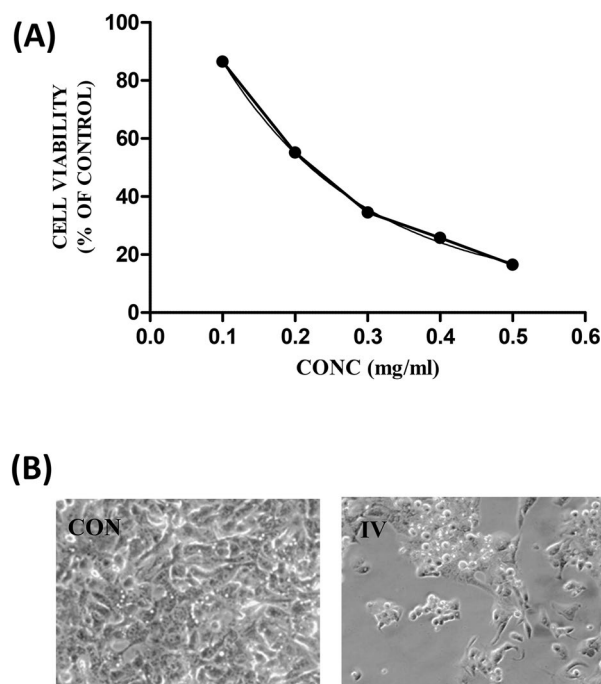 (A)
CELL VIABILITY
(% OF CONTROL)
100
80
60
40
20
0
0.0 0.1 0.2 0.3 0.4 0.5 0.6
CONC (mg/ml)
(B)
CON
IV